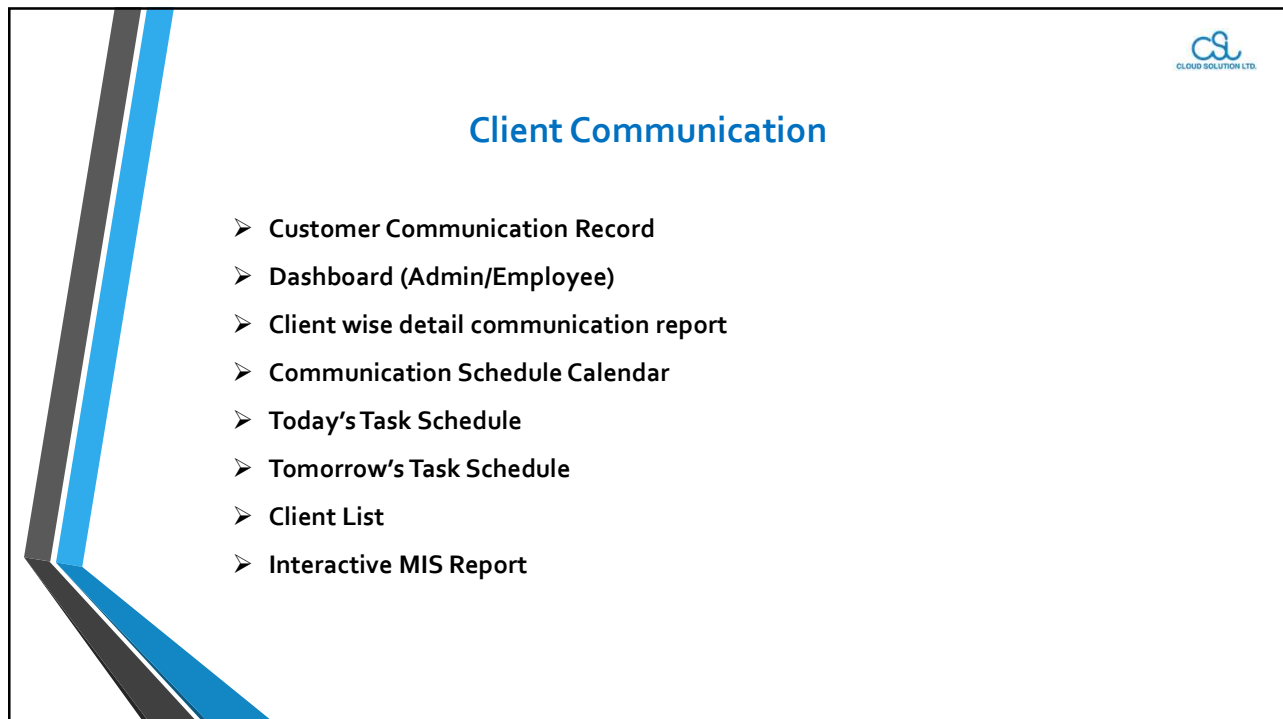 CSL
CLOUD SOLUTION LTD.
Client Communication
➢ Customer Communication Record
➢ Dashboard (Admin/Employee)
➢ Client wise detail communication report
➢ Communication Schedule Calendar
➢ Today’s Task Schedule
➢ Tomorrow’s Task Schedule
➢ Client List
➢ Interactive MIS Report